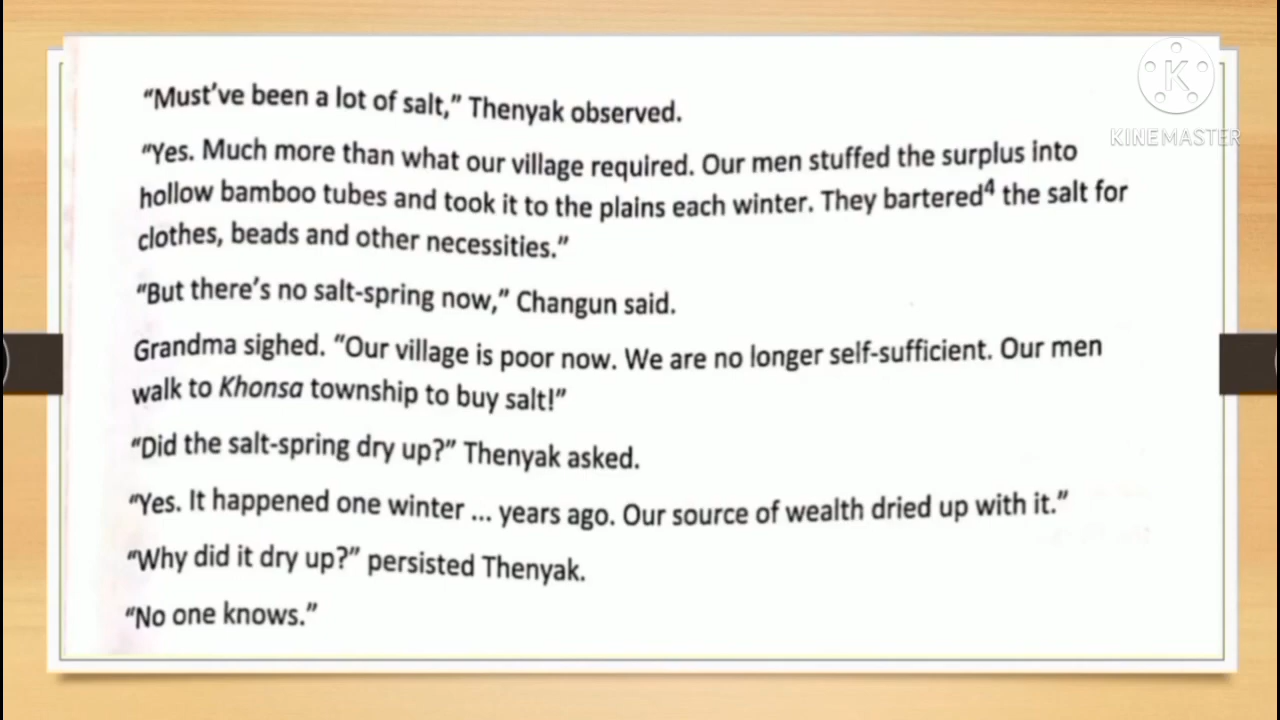 “Must’ve been a lot of salt,” Thenyak observed.
“Yes. Much more than what our village required. Our men stuffed the surplus into
hollow bamboo tubes and took it to the plains each winter. They bartered⁴ the salt for
clothes, beads and other necessities.”
“But there’s no salt-spring now,” Changun said.
Grandma sighed. “Our village is poor now. We are no longer self-sufficient. Our men
walk to Khonsa township to buy salt!”
“Did the salt-spring dry up?” Thenyak asked.
“Yes. It happened one winter ... years ago. Our source of wealth dried up with it.”
“Why did it dry up?” persisted Thenyak.
“No one knows.”
K
KINEMASTER